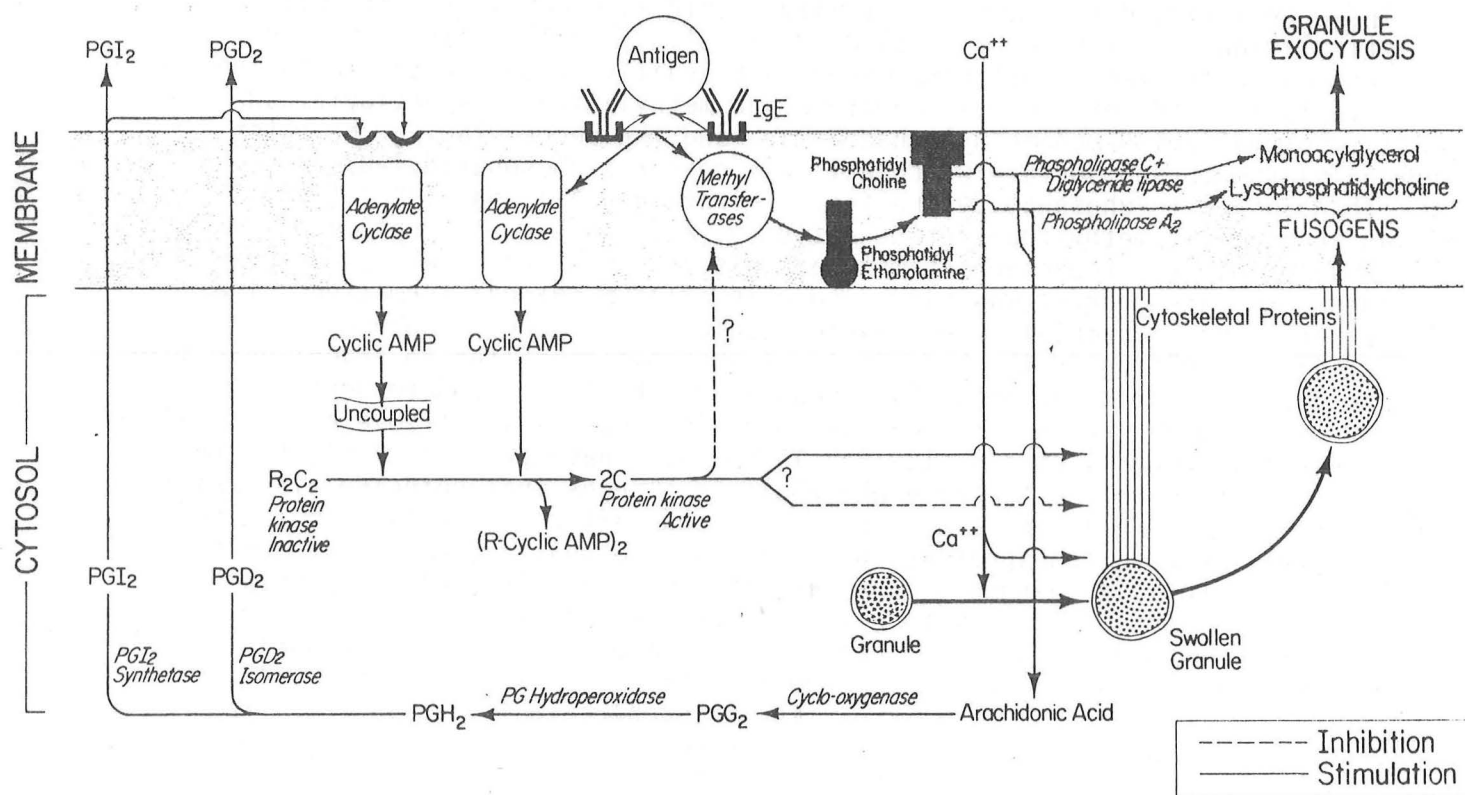 GRANULE
EXOCYTOSIS
PGI₂
PGD₂
Antigen
Ca⁺⁺
IgE
MEMBRANE
Adenylate
Cyclase
Adenylate
Cyclase
Methyl
Transfer-
ases
Phosphatidyl
Choline
Phosphatidyl
Ethanolamine
Phospholipase C+
Diglyceride lipase
Phospholipase A₂
Monoacylglycerol
Lysophosphatidylcholine
FUSOGENS
CYTOSOL
Cyclic AMP
Cyclic AMP
Uncoupled
?
Cytoskeletal Proteins
R₂C₂
Protein
kinase
Inactive
2C
Protein kinase
Active
?
(R-Cyclic AMP)₂
Ca⁺⁺
Granule
Swollen
Granule
PGI₂
PGD₂
PGI₂
Synthetase
PGD₂
Isomerase
PGH₂
PG Hydroperoxidase
PGG₂
Cyclo-oxygenase
Arachidonic Acid
Inhibition
Stimulation